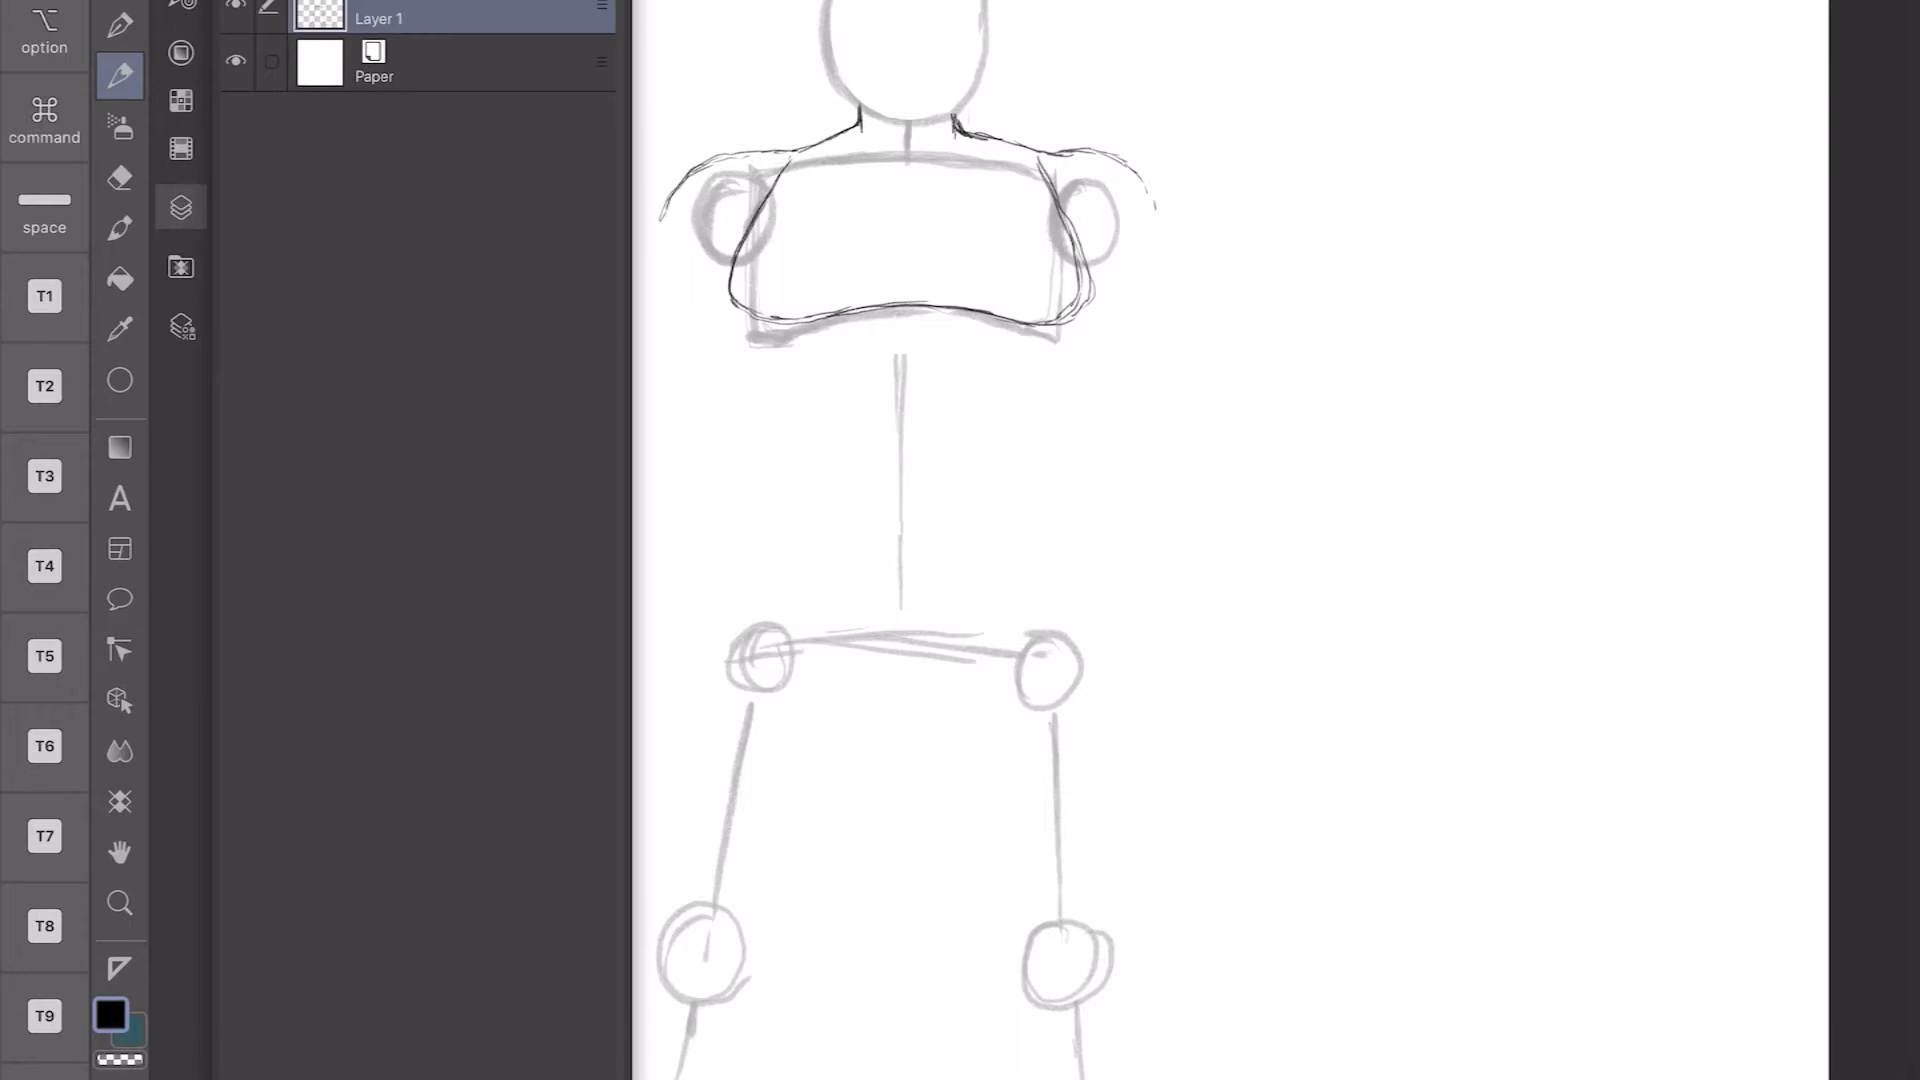 option
Layer 1
Paper
command
space
T1
T2
T3
T4
T5
T6
T7
T8
T9